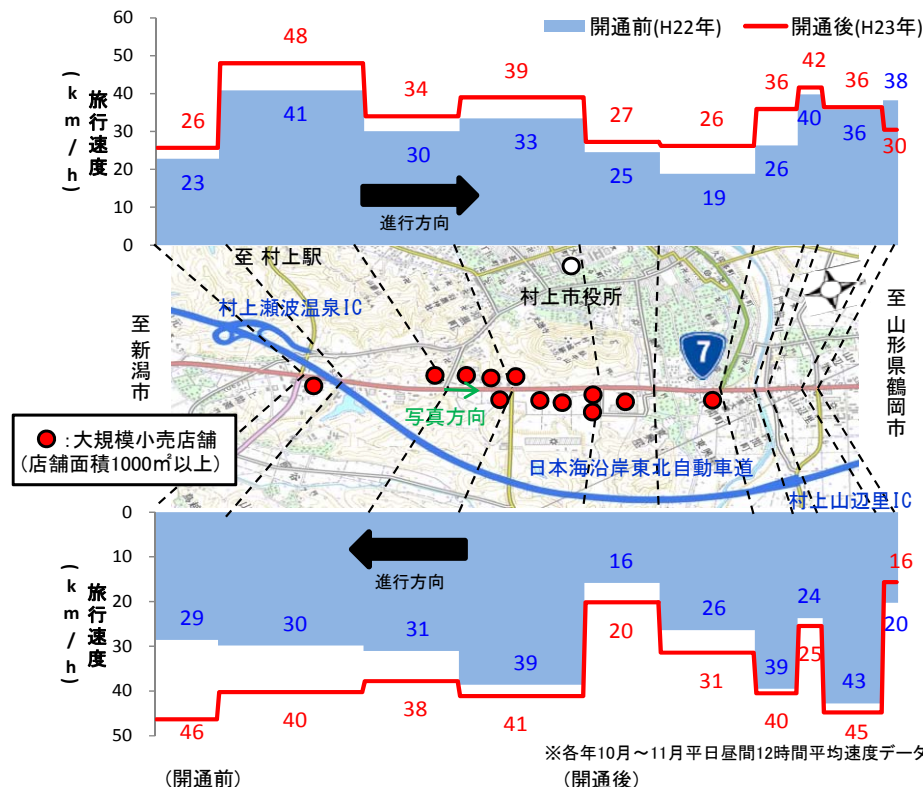 60
50
40
30
20
10
0
旅行速度
(km/h)
開通前(H22年)
開通後(H23年)
26
48
34
39
27
26
36
42
36
30
23
41
30
33
25
19
26
40
36
38
進行方向
至 村上駅
村上市役所
村上瀬波温泉IC
至 新潟市
至 山形県鶴岡市
7
写真方向
:大規模小売店舗
(店舗面積1000㎡以上)
日本海沿岸東北自動車道
村上山辺里IC
0
10
20
30
40
50
旅行速度
(km/h)
進行方向
29
30
31
39
16
26
39
24
43
20
46
40
38
41
20
31
40
25
45
16
※各年10月～11月平日昼間12時間平均速度データ
(開通前)
(開通後)